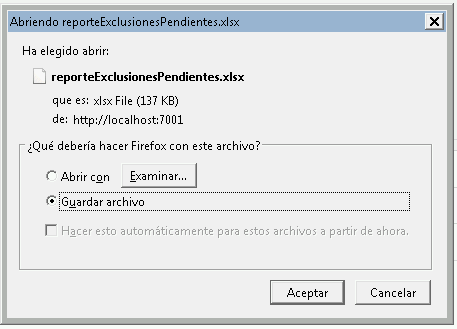 Abriendo reporteExclusionesPendientes.xlsx
Ha elegido abrir:
reporteExclusionesPendientes.xlsx
que es: xlsx File (137 KB)
de: http://localhost:7001
¿Qué debería hacer Firefox con este archivo?
Abrir con Examinar...
Guardar archivo
Hacer esto automáticamente para estos archivos a partir de ahora.
Aceptar Cancelar